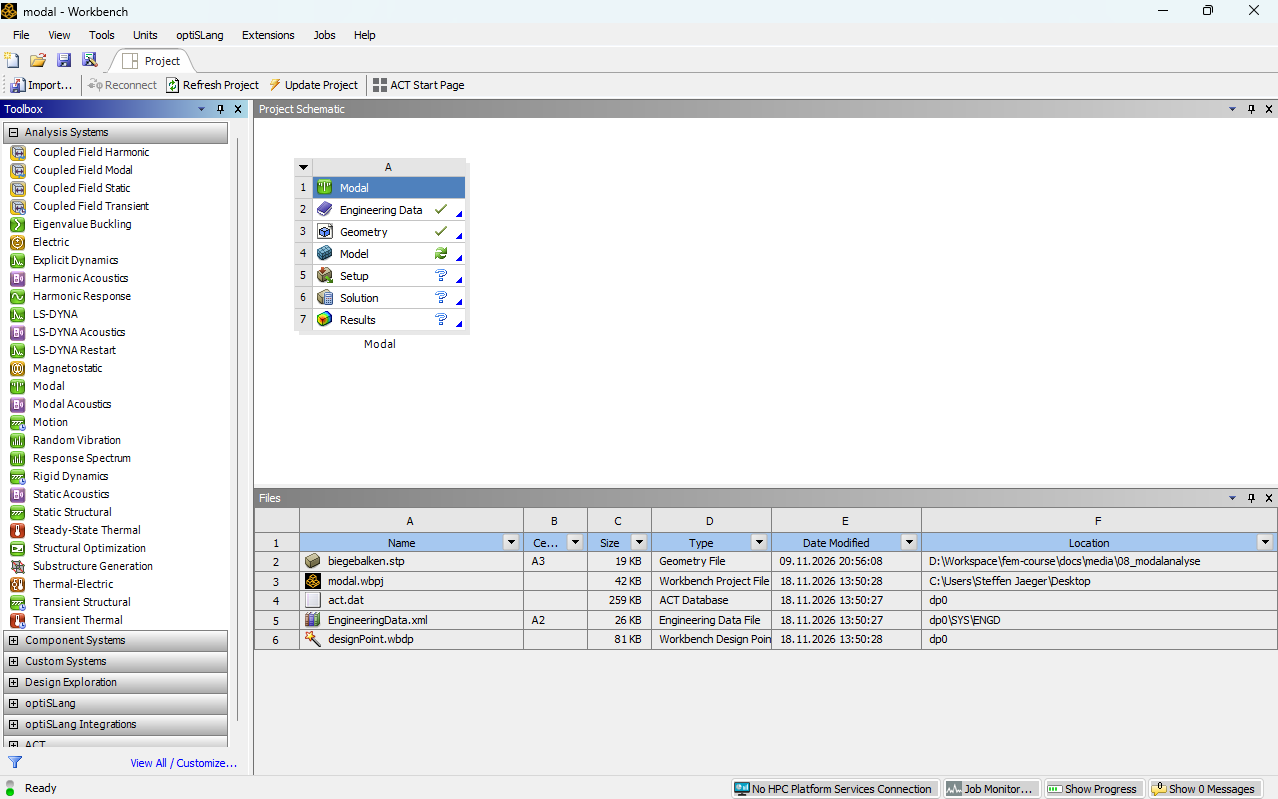 modal - Workbench
File View Tools Units optiSLang Extensions Jobs Help
Project
Import... Reconnect Refresh Project Update Project ACT Start Page
Toolbox
Analysis Systems
Coupled Field Harmonic
Coupled Field Modal
Coupled Field Static
Coupled Field Transient
Eigenvalue Buckling
Electric
Explicit Dynamics
Harmonic Acoustics
Harmonic Response
LS-DYNA
LS-DYNA Acoustics
LS-DYNA Restart
Magnetostatic
Modal
Modal Acoustics
Motion
Random Vibration
Response Spectrum
Rigid Dynamics
Static Acoustics
Static Structural
Steady-State Thermal
Structural Optimization
Substructure Generation
Thermal-Electric
Transient Structural
Transient Thermal
Component Systems
Custom Systems
Design Exploration
optiSLang
optiSLang Integrations
ACT
View All / Customize...
Project Schematic
A
1 Modal
2 Engineering Data
3 Geometry
4 Model
5 Setup
6 Solution
7 Results
Modal
Files
A B C D E F
1 Name Ce... Size Type Date Modified Location
2 biegebalken.stp A3 19 KB Geometry File 09.11.2026 20:56:08 D:\Workspace\fem-course\docs\media\08_modalanalyse
3 modal.wbpj 42 KB Workbench Project File 18.11.2026 13:50:28 C:\Users\Steffen Jaeger\Desktop
4 act.dat 259 KB ACT Database 18.11.2026 13:50:27 dp0
5 EngineeringData.xml A2 26 KB Engineering Data File 18.11.2026 13:50:27 dp0\SYS\ENGD
6 designPoint.wbdp 81 KB Workbench Design Poin 18.11.2026 13:50:28 dp0
Ready
No HPC Platform Services Connection Job Monitor... Show Progress Show 0 Messages